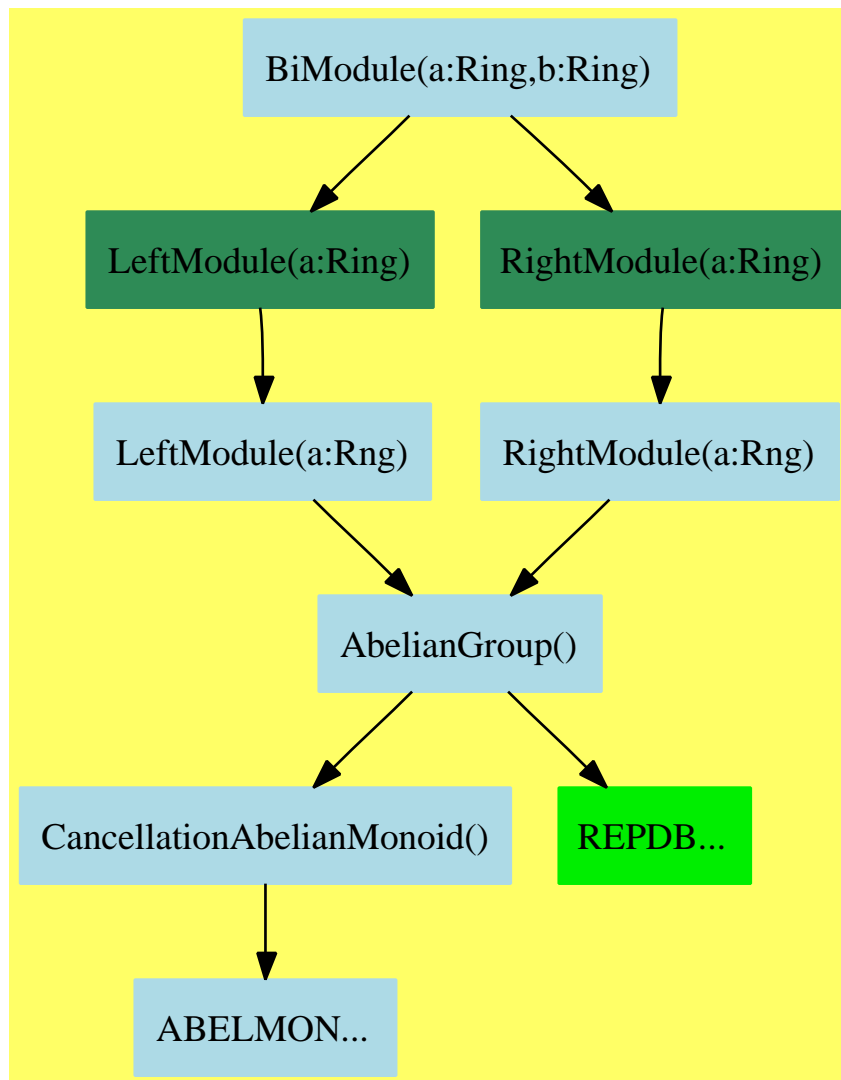 BiModule(a:Ring,b:Ring)
LeftModule(a:Ring)
RightModule(a:Ring)
LeftModule(a:Rng)
RightModule(a:Rng)
AbelianGroup()
CancellationAbelianMonoid()
REPDB...
ABELMON...